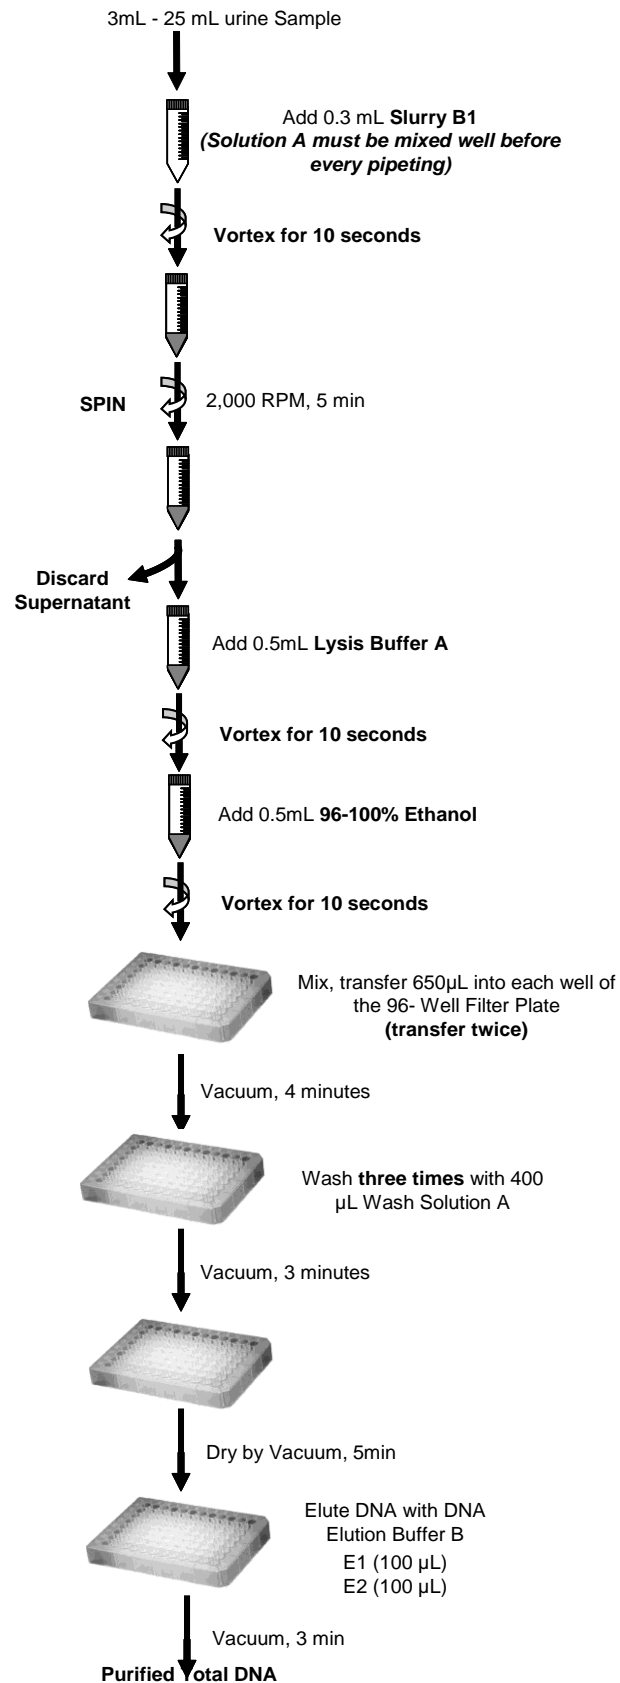 3mL - 25 mL urine Sample
Add 0.3 mL Slurry B1
(Solution A must be mixed well before
every pipeting)
Vortex for 10 seconds
SPIN
2,000 RPM, 5 min
Discard
Supernatant
Add 0.5mL Lysis Buffer A
Vortex for 10 seconds
Add 0.5mL 96-100% Ethanol
Vortex for 10 seconds
Mix, transfer 650µL into each well of
the 96- Well Filter Plate
(transfer twice)
Vacuum, 4 minutes
Wash three times with 400
µL Wash Solution A
Vacuum, 3 minutes
Dry by Vacuum, 5min
Elute DNA with DNA
Elution Buffer B
E1 (100 µL)
E2 (100 µL)
Vacuum, 3 min
Purified Total DNA